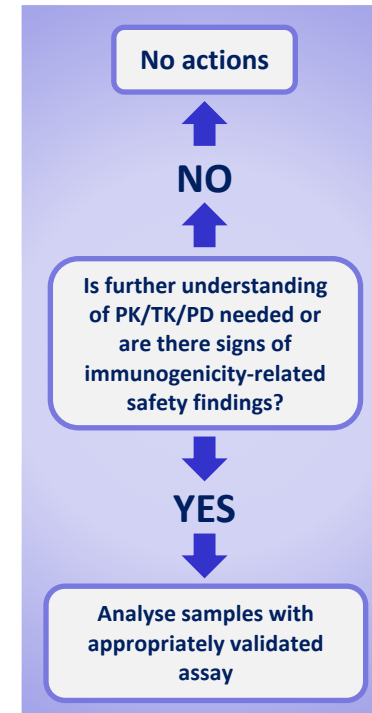 No actions
NO
Is further understanding
of PK/TK/PD needed or
are there signs of
immunogenicity-related
safety findings?
YES
Analyse samples with
appropriately validated
assay